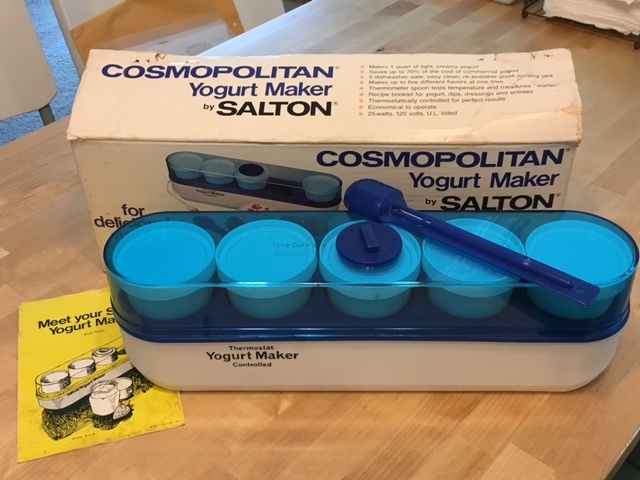 COSMOPOLITAN®
Yogurt Maker
by SALTON®
Makes 1 quart of light, creamy yogurt
Saves up to 70% of the cost of commercial yogurt
5 dishwasher-safe, easy clean, re-sealable glass serving jars
Makes up to five different flavors at one time
Thermometer spoon tests temperature and measures "starter"
Recipe booklet for yogurt, dips, dressings and entrees
Thermostatically controlled for perfect results
Economical to operate
25 watts, 120 volts, U.L. listed
COSMOPOLITAN
Yogurt Maker
by SALTON
for
Yogurt Maker
Time Out
Thermostat
Yogurt Maker
Controlled
Meet your
Yogurt